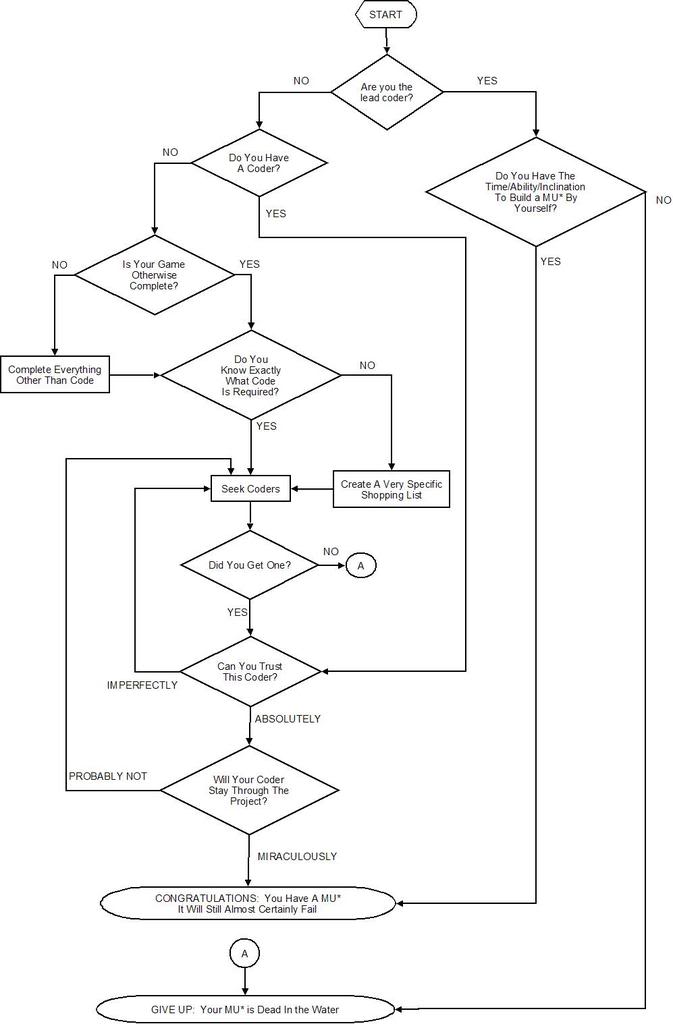 START
Are you the
lead coder?
NO
YES
Do You Have
A Coder?
NO
YES
Do You Have The
Time/Ability/Inclination
To Build a MU* By
Yourself?
NO
YES
Is Your Game
Otherwise
Complete?
NO
YES
Complete Everything
Other Than Code
Do You
Know Exactly
What Code
Is Required?
NO
YES
Seek Coders
Create A Very Specific
Shopping List
Did You Get One?
NO
A
YES
Can You Trust
This Coder?
IMPERFECTLY
ABSOLUTELY
Will Your Coder
Stay Through The
Project?
PROBABLY NOT
MIRACULOUSLY
CONGRATULATIONS: You Have A MU*
It Will Still Almost Certainly Fail
A
GIVE UP: Your MU* is Dead In the Water